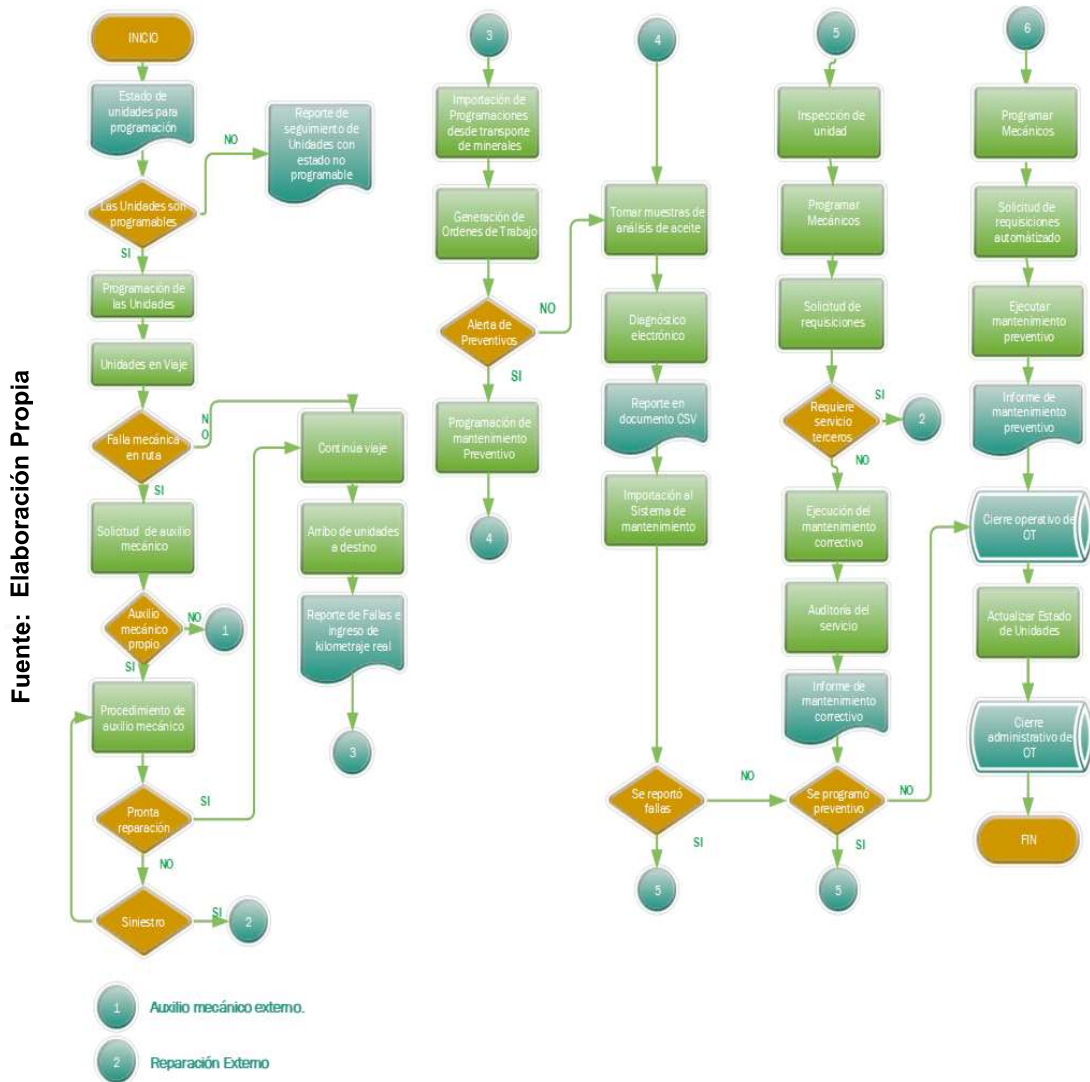 INICIO
Estado de
unidades para
programación
Las Unidades son
programables
NO
Reporte de
seguimiento de
Unidades con
estado no
programable
SI
Programación de
las Unidades
Unidades en Viaje
Falla mecánica
en ruta
N
O
SI
Solicitud de auxilio
mecánico
Auxilio
mecánico
propio
NO
1
SI
Procedimiento de
auxilio mecánico
Pronta
reparación
SI
NO
Siniestro
SI
2
Continúa viaje
Arribo de unidades
a destino
Reporte de Fallas e
ingreso de
kilometraje real
3
3
Importación de
Programaciones
desde transporte
de minerales
Generación de
Ordenes de Trabajo
Alerta de
Preventivos
NO
SI
Programación de
mantenimiento
Preventivo
4
4
Tomar muestras de
análisis de aceite
Diagnóstico
electrónico
Reporte en
documento CSV
Importación al
Sistema de
mantenimiento
Se reportó
fallas
NO
SI
5
5
Inspección de
unidad
Programar
Mecánicos
Solicitud de
requisiciones
Requiere
servicio
terceros
SI
2
NO
Ejecución del
mantenimiento
correctivo
Auditoría del
servicio
Informe de
mantenimiento
correctivo
Se programó
preventivo
NO
SI
5
6
Programar
Mecánicos
Solicitud de
requisiciones
automátizado
Ejecutar
mantenimiento
preventivo
Informe de
mantenimiento
preventivo
Cierre operativo de
OT
Actualizar Estado
de Unidades
Cierre
administrativo de
OT
FIN
1 Auxilio mecánico externo.
2 Reparación Externo
Fuente: Elaboración Propia